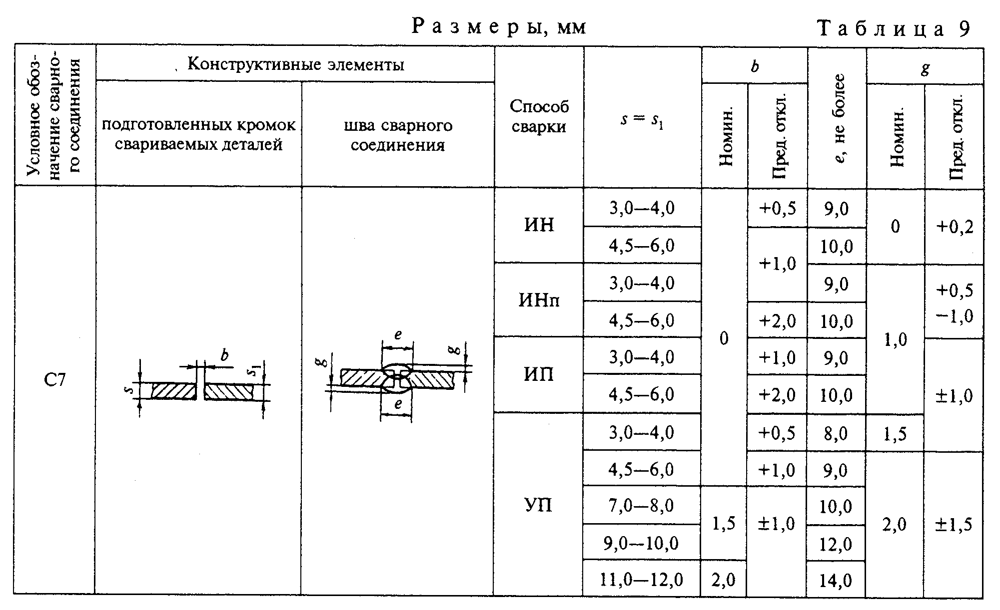 Размеры, мм
Таблица 9
Условное обоз-
начение сварно-
го соединения
Конструктивные элементы
подготовленных кромок
свариваемых деталей
шва сварного
соединения
Способ
сварки
s = s₁
b
Номин.
Пред. откл.
e, не более
g
Номин.
Пред. откл.
С7
s
b
s₁
g
e
e
g
ИН
3,0—4,0
0
+0,5
9,0
0
+0,2
4,5—6,0
+1,0
10,0
ИНп
3,0—4,0
9,0
1,0
+0,5
−1,0
4,5—6,0
+2,0
10,0
ИП
3,0—4,0
+1,0
9,0
±1,0
4,5—6,0
+2,0
10,0
УП
3,0—4,0
+0,5
8,0
1,5
4,5—6,0
+1,0
9,0
2,0
±1,5
7,0—8,0
1,5
±1,0
10,0
9,0—10,0
12,0
11,0—12,0
2,0
14,0